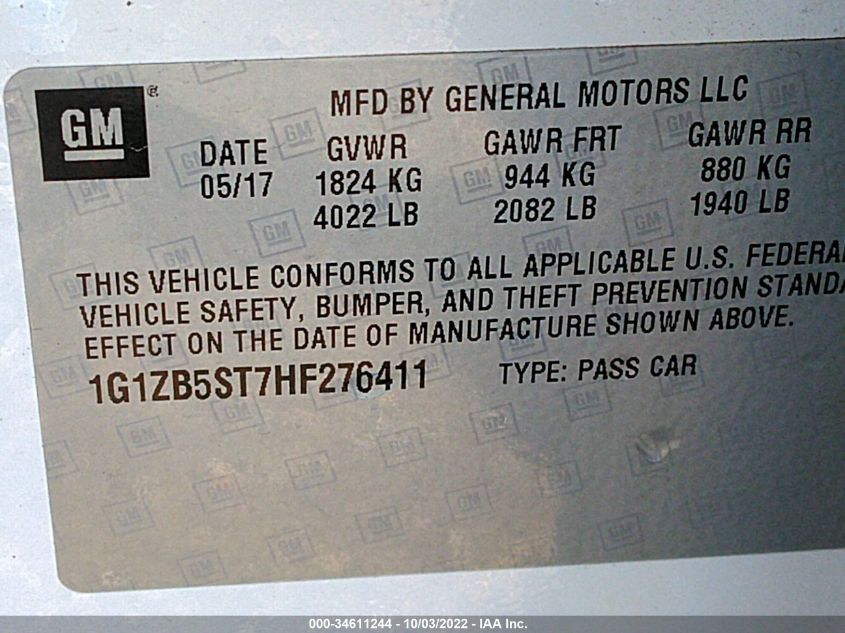 GM ®
MFD BY GENERAL MOTORS LLC
DATE GVWR GAWR FRT GAWR RR
05/17 1824 KG 944 KG 880 KG
4022 LB 2082 LB 1940 LB
THIS VEHICLE CONFORMS TO ALL APPLICABLE U.S. FEDERA
VEHICLE SAFETY, BUMPER, AND THEFT PREVENTION STANDA
EFFECT ON THE DATE OF MANUFACTURE SHOWN ABOVE.
1G1ZB5ST7HF276411 TYPE: PASS CAR
000-34611244 - 10/03/2022 - IAA Inc.